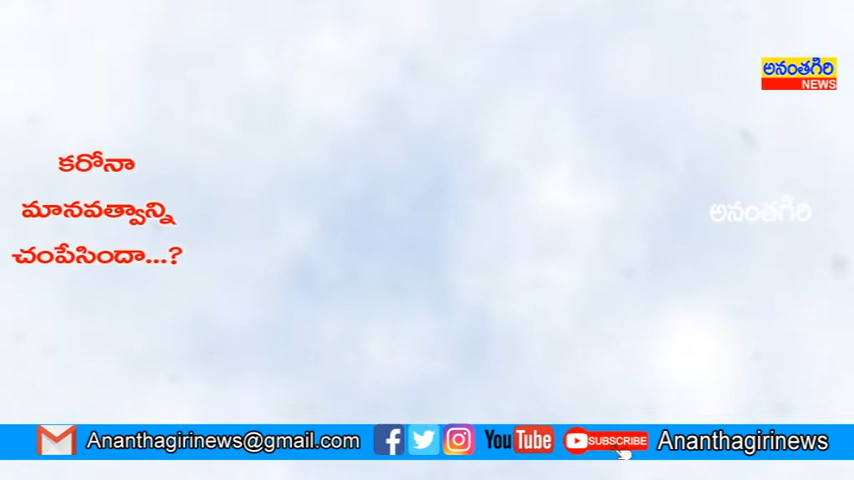 అనంతగిరి
NEWS
కరోనా
మానవత్వాన్ని
చంపేసిందా...?
అనంతగిరి
Ananthagirinews@gmail.com YouTube SUBSCRIBE Ananthagirinews